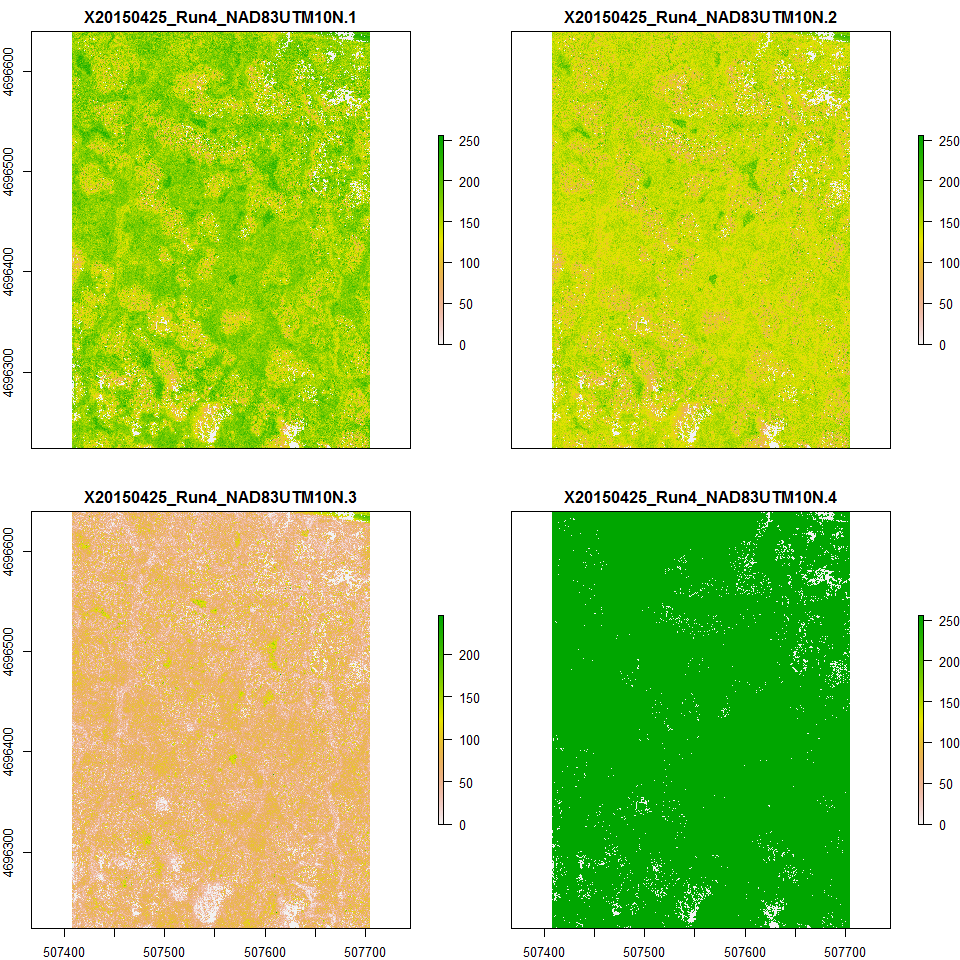 X20150425_Run4_NAD83UTM10N.1
4696300 4696400 4696500 4696600
0 50 100 150 200 250
X20150425_Run4_NAD83UTM10N.2
0 50 100 150 200 250
X20150425_Run4_NAD83UTM10N.3
4696300 4696400 4696500 4696600
507400 507500 507600 507700
0 50 100 150 200
X20150425_Run4_NAD83UTM10N.4
507400 507500 507600 507700
0 50 100 150 200 250